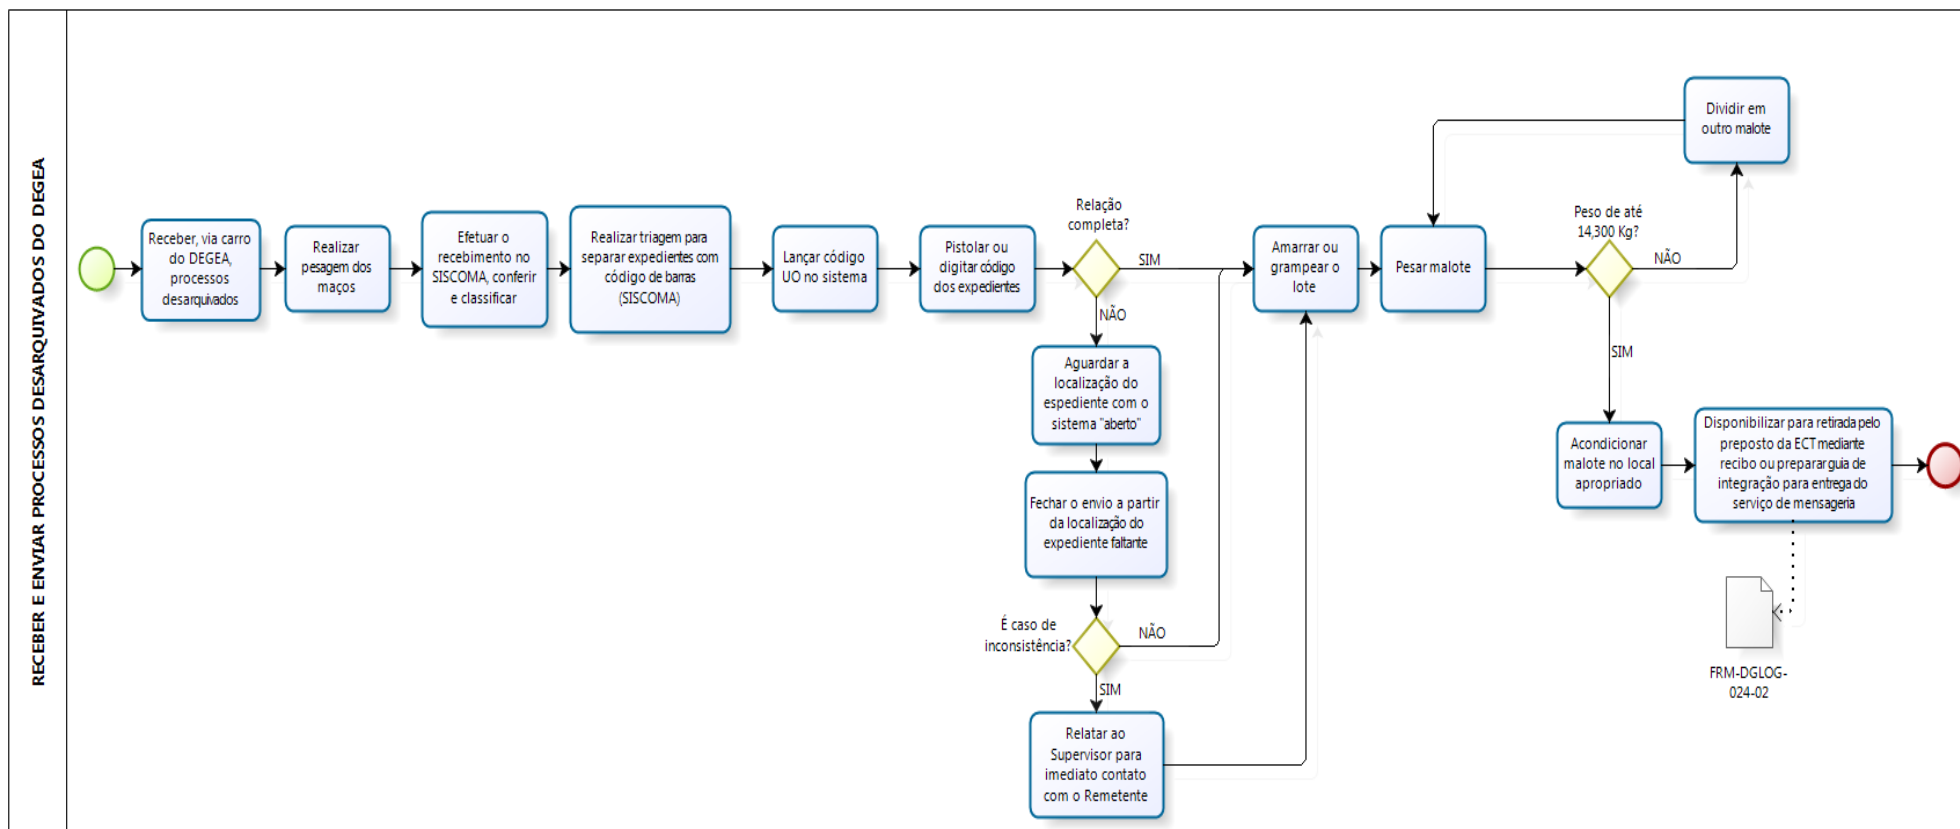 RECEBER E ENVIAR PROCESSOS DESARQUIVADOS DO DEGEA
Receber, via carro
do DEGEA,
processos
desarquivados
Realizar
pesagem dos
maços
Efetuar o
recebimento no
SISCOMA, conferir
e classificar
Realizar triagem para
separar expedientes com
código de barras
(SISCOMA)
Lançar código
UO no sistema
Pistolar ou
digitar código
dos expedientes
Relação
completa?
SIM
NÃO
Aguardar a
localização do
espediente com o
sistema "aberto"
Fechar o envio a partir
da localização do
expediente faltante
É caso de
inconsistência?
NÃO
SIM
Relatar ao
Supervisor para
imediato contato
com o Remetente
Amarrar ou
grampear o
lote
Pesar malote
Peso de até
14,300 Kg?
NÃO
Dividir em
outro malote
SIM
Acondicionar
malote no local
apropriado
Disponibilizar para retirada pelo
preposto da ECT mediante
recibo ou preparar guia de
integração para entrega do
serviço de mensageria
FRM-DGLOG-
024-02